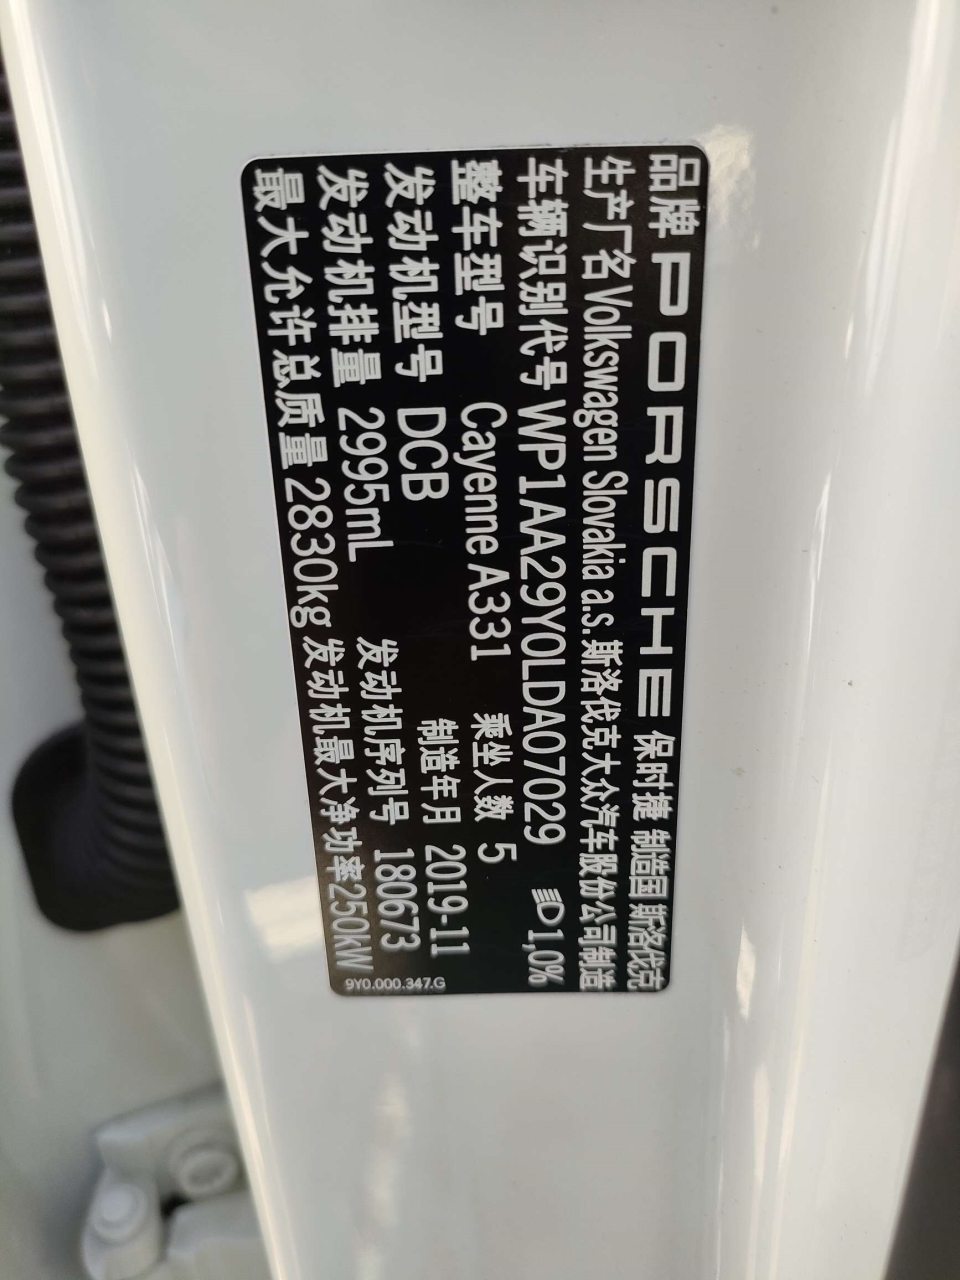 品牌 PORSCHE 保时捷 制造国 斯洛伐克
生产厂名 Volkswagen Slovakia a.s.斯洛伐克大众汽车股份公司制造
车辆识别代号 WP1AA29Y0LDA07029 1,0%
整车型号 Cayenne A331 乘坐人数 5
发动机型号 DCB 制造年月 2019-11
发动机排量 2995mL 发动机序列号 180673
最大允许总质量 2830kg 发动机最大净功率250kW
9Y0.000.347.G